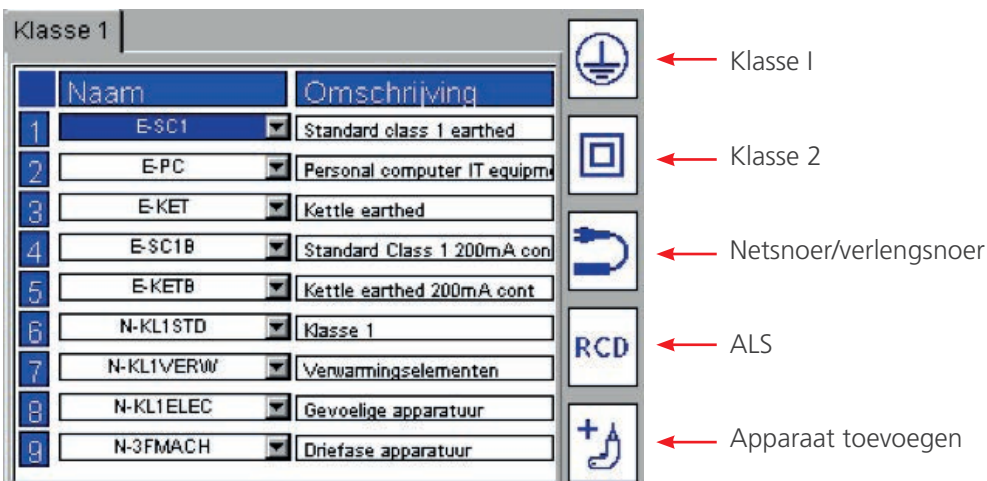 Klasse 1
Naam Omschrijving
1 E-SC1 Standard class 1 earthed
2 E-PC Personal computer IT equipm
3 E-KET Kettle earthed
4 E-SC1B Standard Class 1 200mA con
5 E-KETB Kettle earthed 200mA cont
6 N-KL1STD Klasse 1
7 N-KL1VERW Verwarmingselementen
8 N-KL1ELEC Gevoelige apparatuur
9 N-3FMACH Driefase apparatuur
RCD
Klasse I
Klasse 2
Netsnoer/verlengsnoer
ALS
Apparaat toevoegen